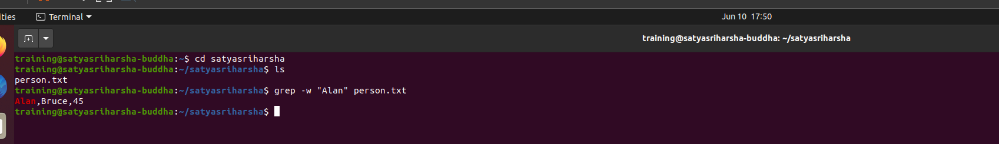 ities
Terminal
Jun 10 17:50
training@satyasriharsha-buddha: ~/satyasriharsha
training@satyasriharsha-buddha:~$ cd satyasriharsha
training@satyasriharsha-buddha:~/satyasriharsha$ ls
person.txt
training@satyasriharsha-buddha:~/satyasriharsha$ grep -w "Alan" person.txt
Alan,Bruce,45
training@satyasriharsha-buddha:~/satyasriharsha$